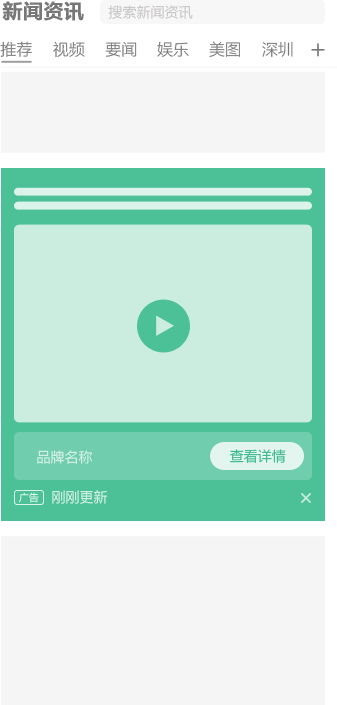 新闻资讯 搜索新闻资讯
推荐 视频 要闻 娱乐 美图 深圳 +
品牌名称 查看详情
广告 刚刚更新 ×